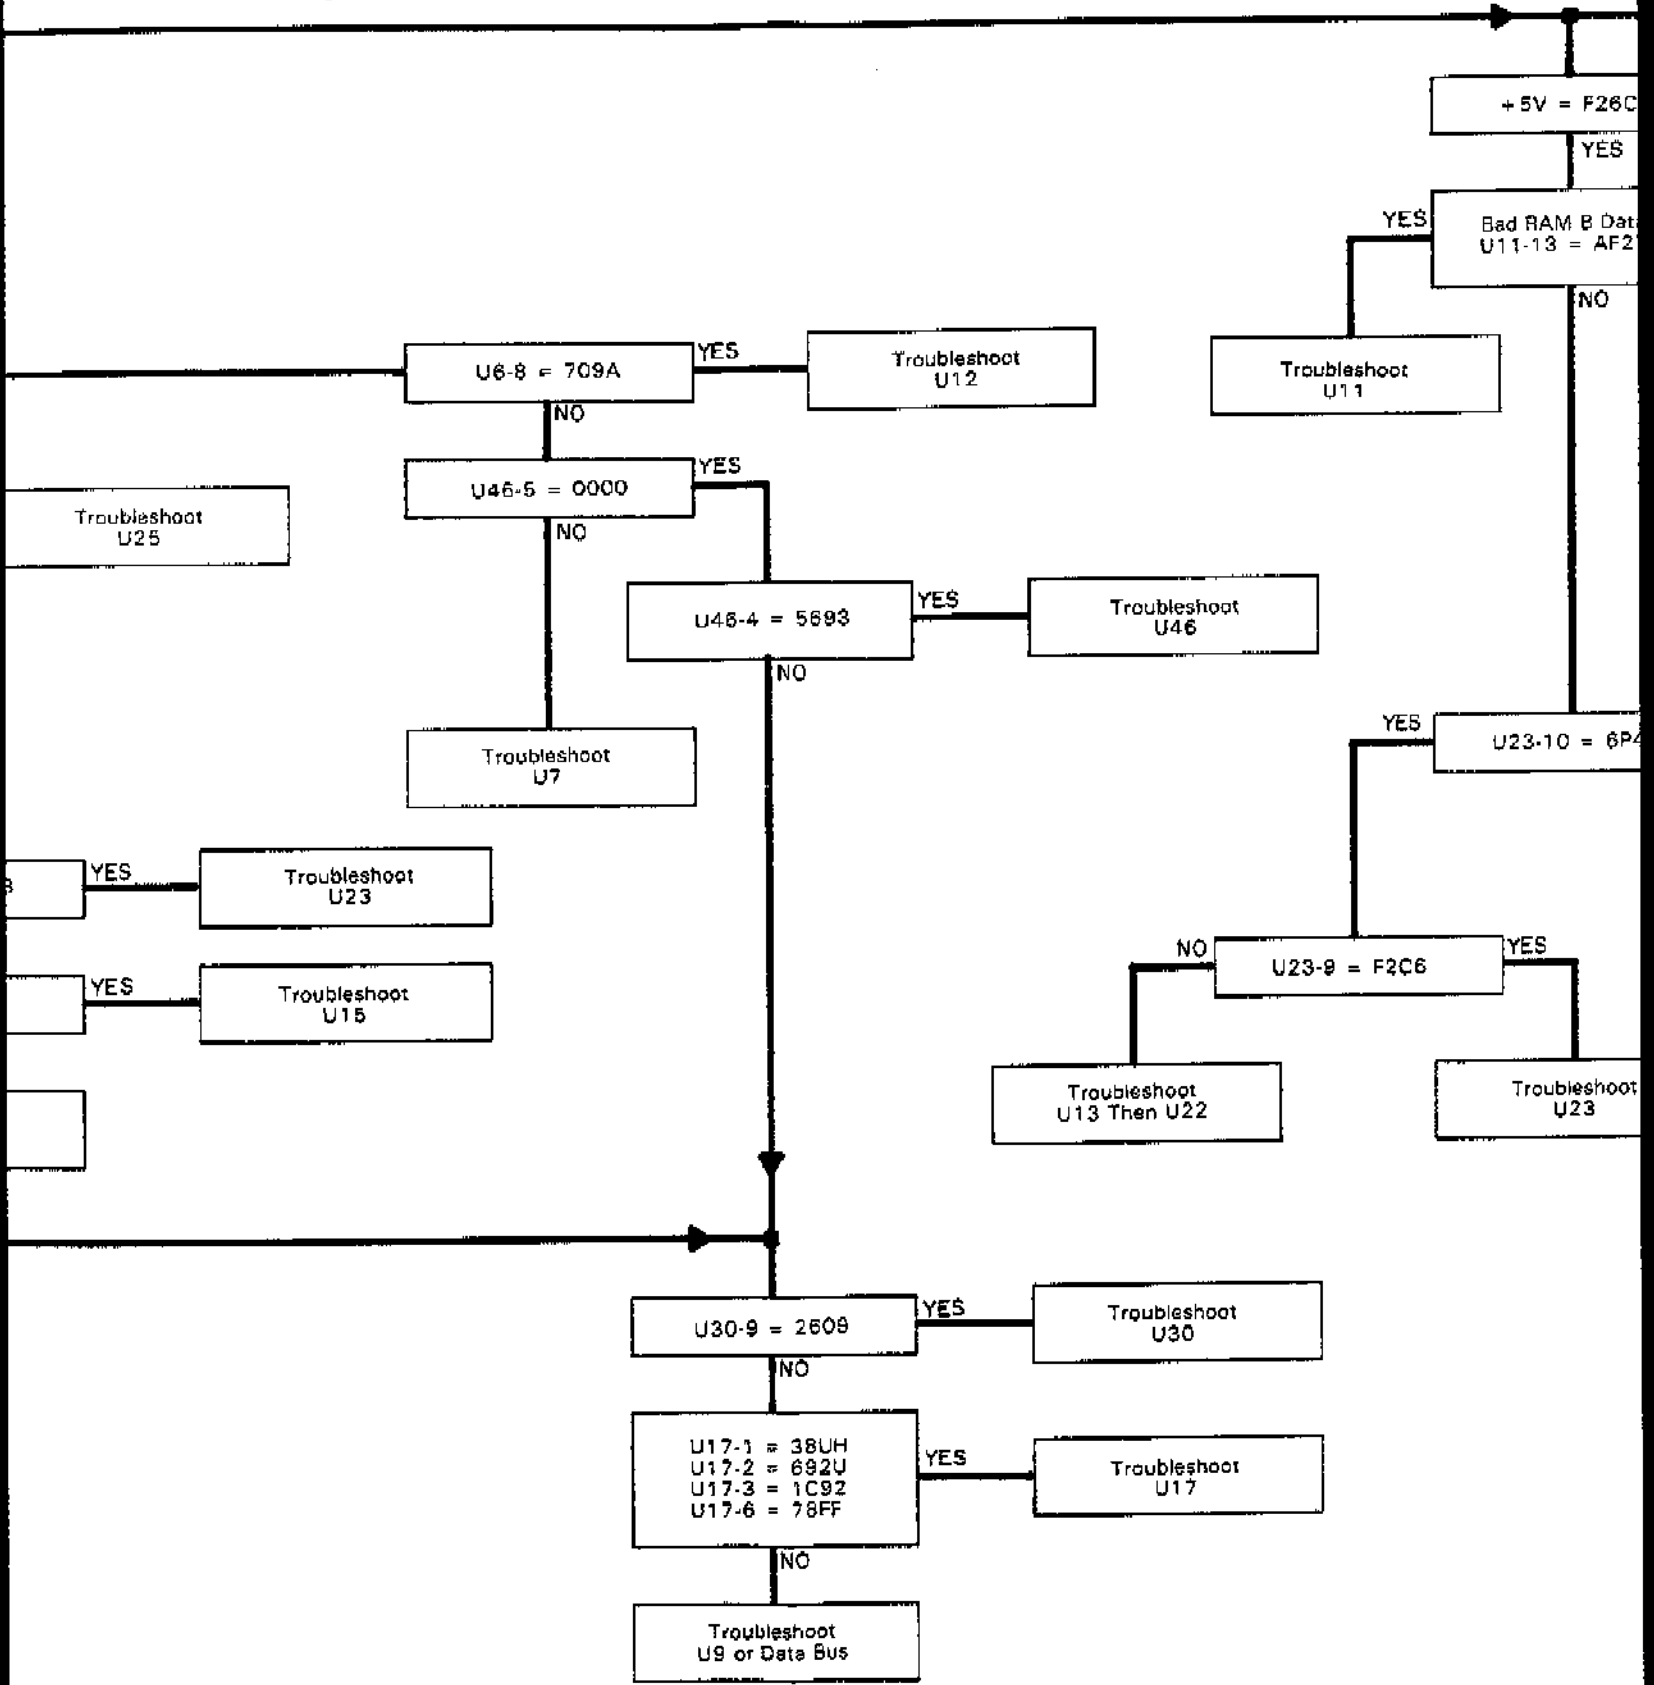 +5V = F26C
YES
YES
Bad RAM B Dat
U11-13 = AF2
NO
U6-8 = 709A
YES
Troubleshoot
U12
Troubleshoot
U11
NO
U46-5 = 0000
YES
Troubleshoot
U25
NO
U46-4 = 5693
YES
Troubleshoot
U46
NO
YES
U23-10 = 6P4
Troubleshoot
U7
YES
Troubleshoot
U23
NO
U23-9 = F2C6
YES
YES
Troubleshoot
U15
Troubleshoot
U13 Then U22
Troubleshoot
U23
U30-9 = 2609
YES
Troubleshoot
U30
NO
U17-1 = 38UH
U17-2 = 692U
U17-3 = 1C92
U17-6 = 78FF
YES
Troubleshoot
U17
NO
Troubleshoot
U9 or Data Bus